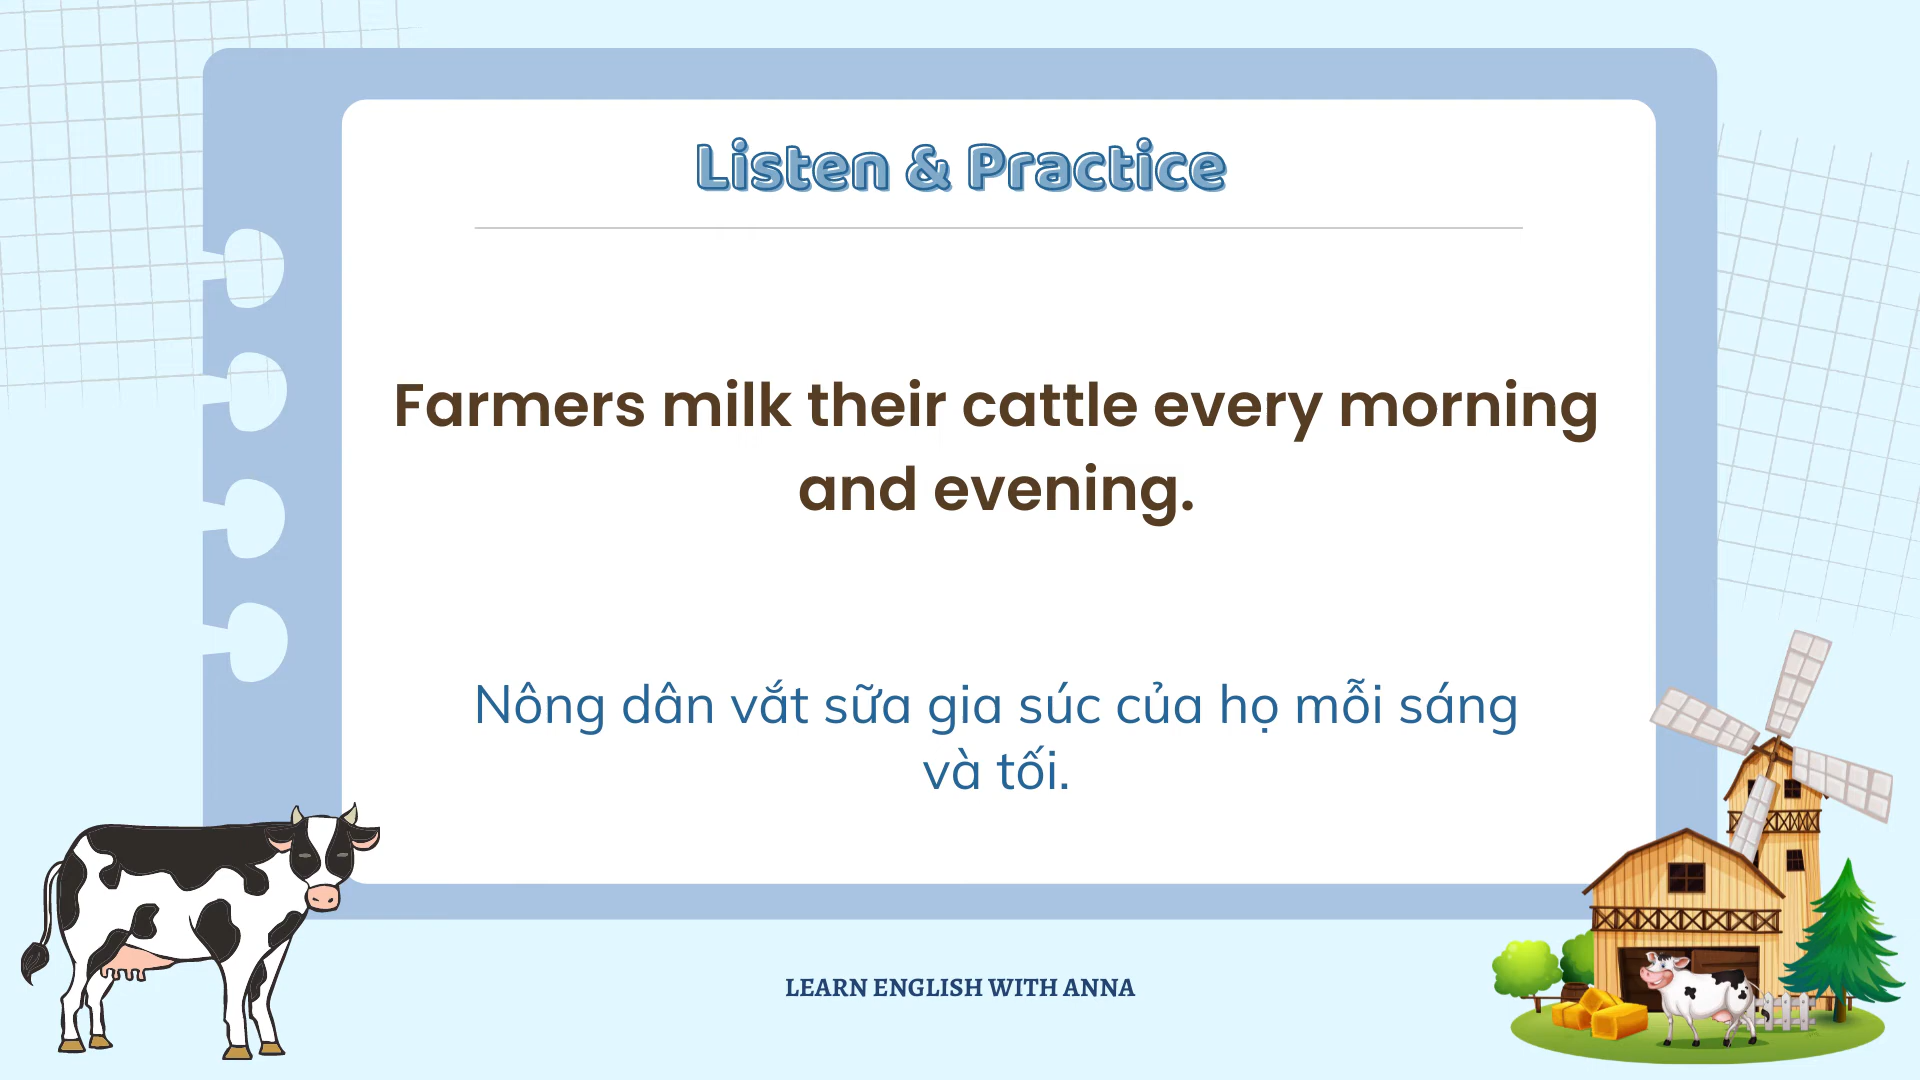 Listen & Practice
Farmers milk their cattle every morning
and evening.
Nông dân vắt sữa gia súc của họ mỗi sáng
và tối.
LEARN ENGLISH WITH ANNA